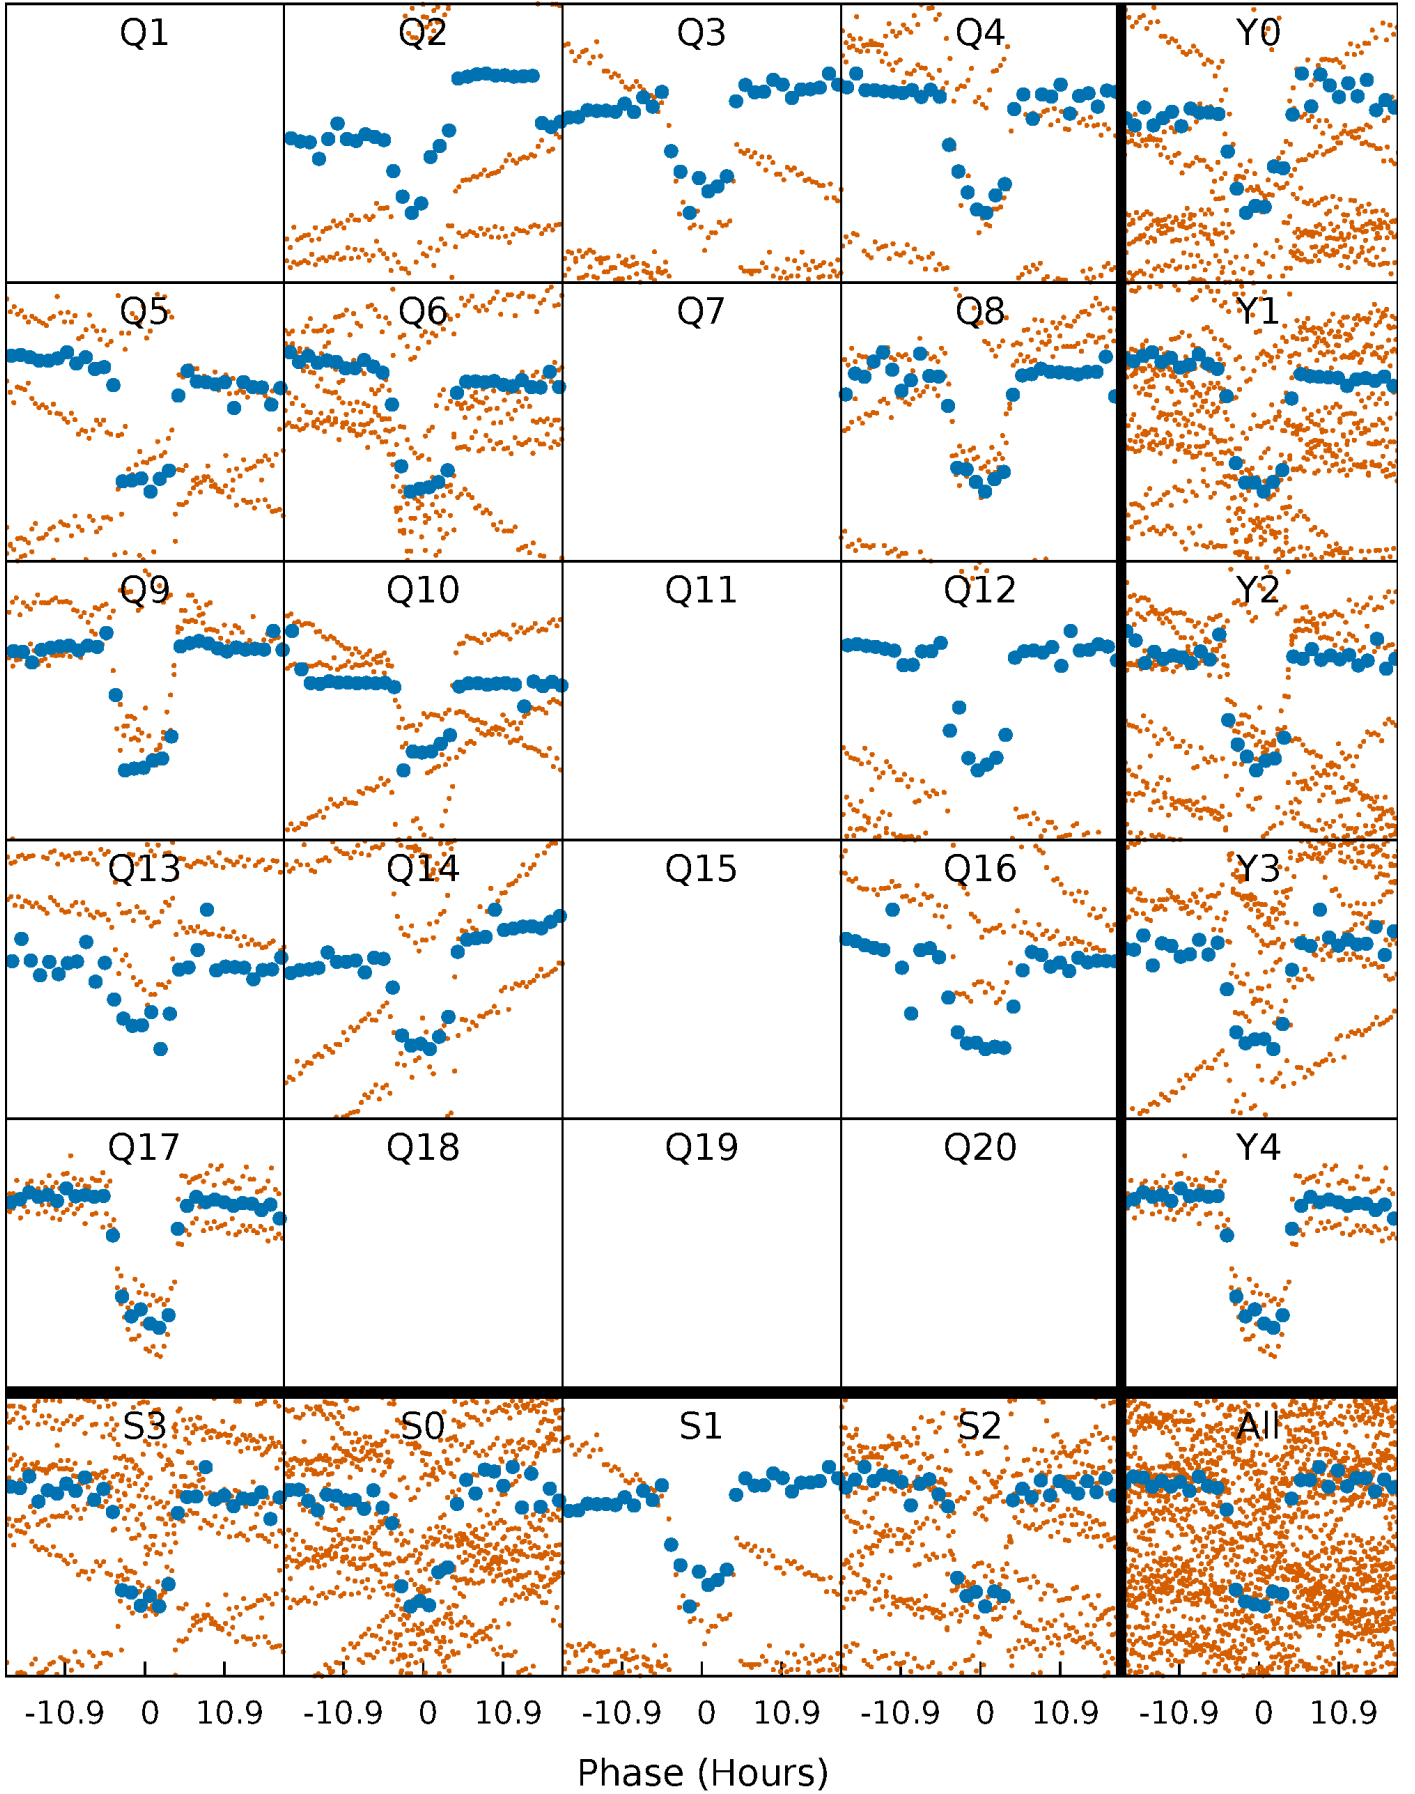 Q1 Q2 Q3 Q4 Y0
Q5 Q6 Q7 Q8 Y1
Q9 Q10 Q11 Q12 Y2
Q13 Q14 Q15 Q16 Y3
Q17 Q18 Q19 Q20 Y4
S3 S0 S1 S2 All
-10.9 0 10.9 -10.9 0 10.9 -10.9 0 10.9 -10.9 0 10.9 -10.9 0 10.9
Phase (Hours)